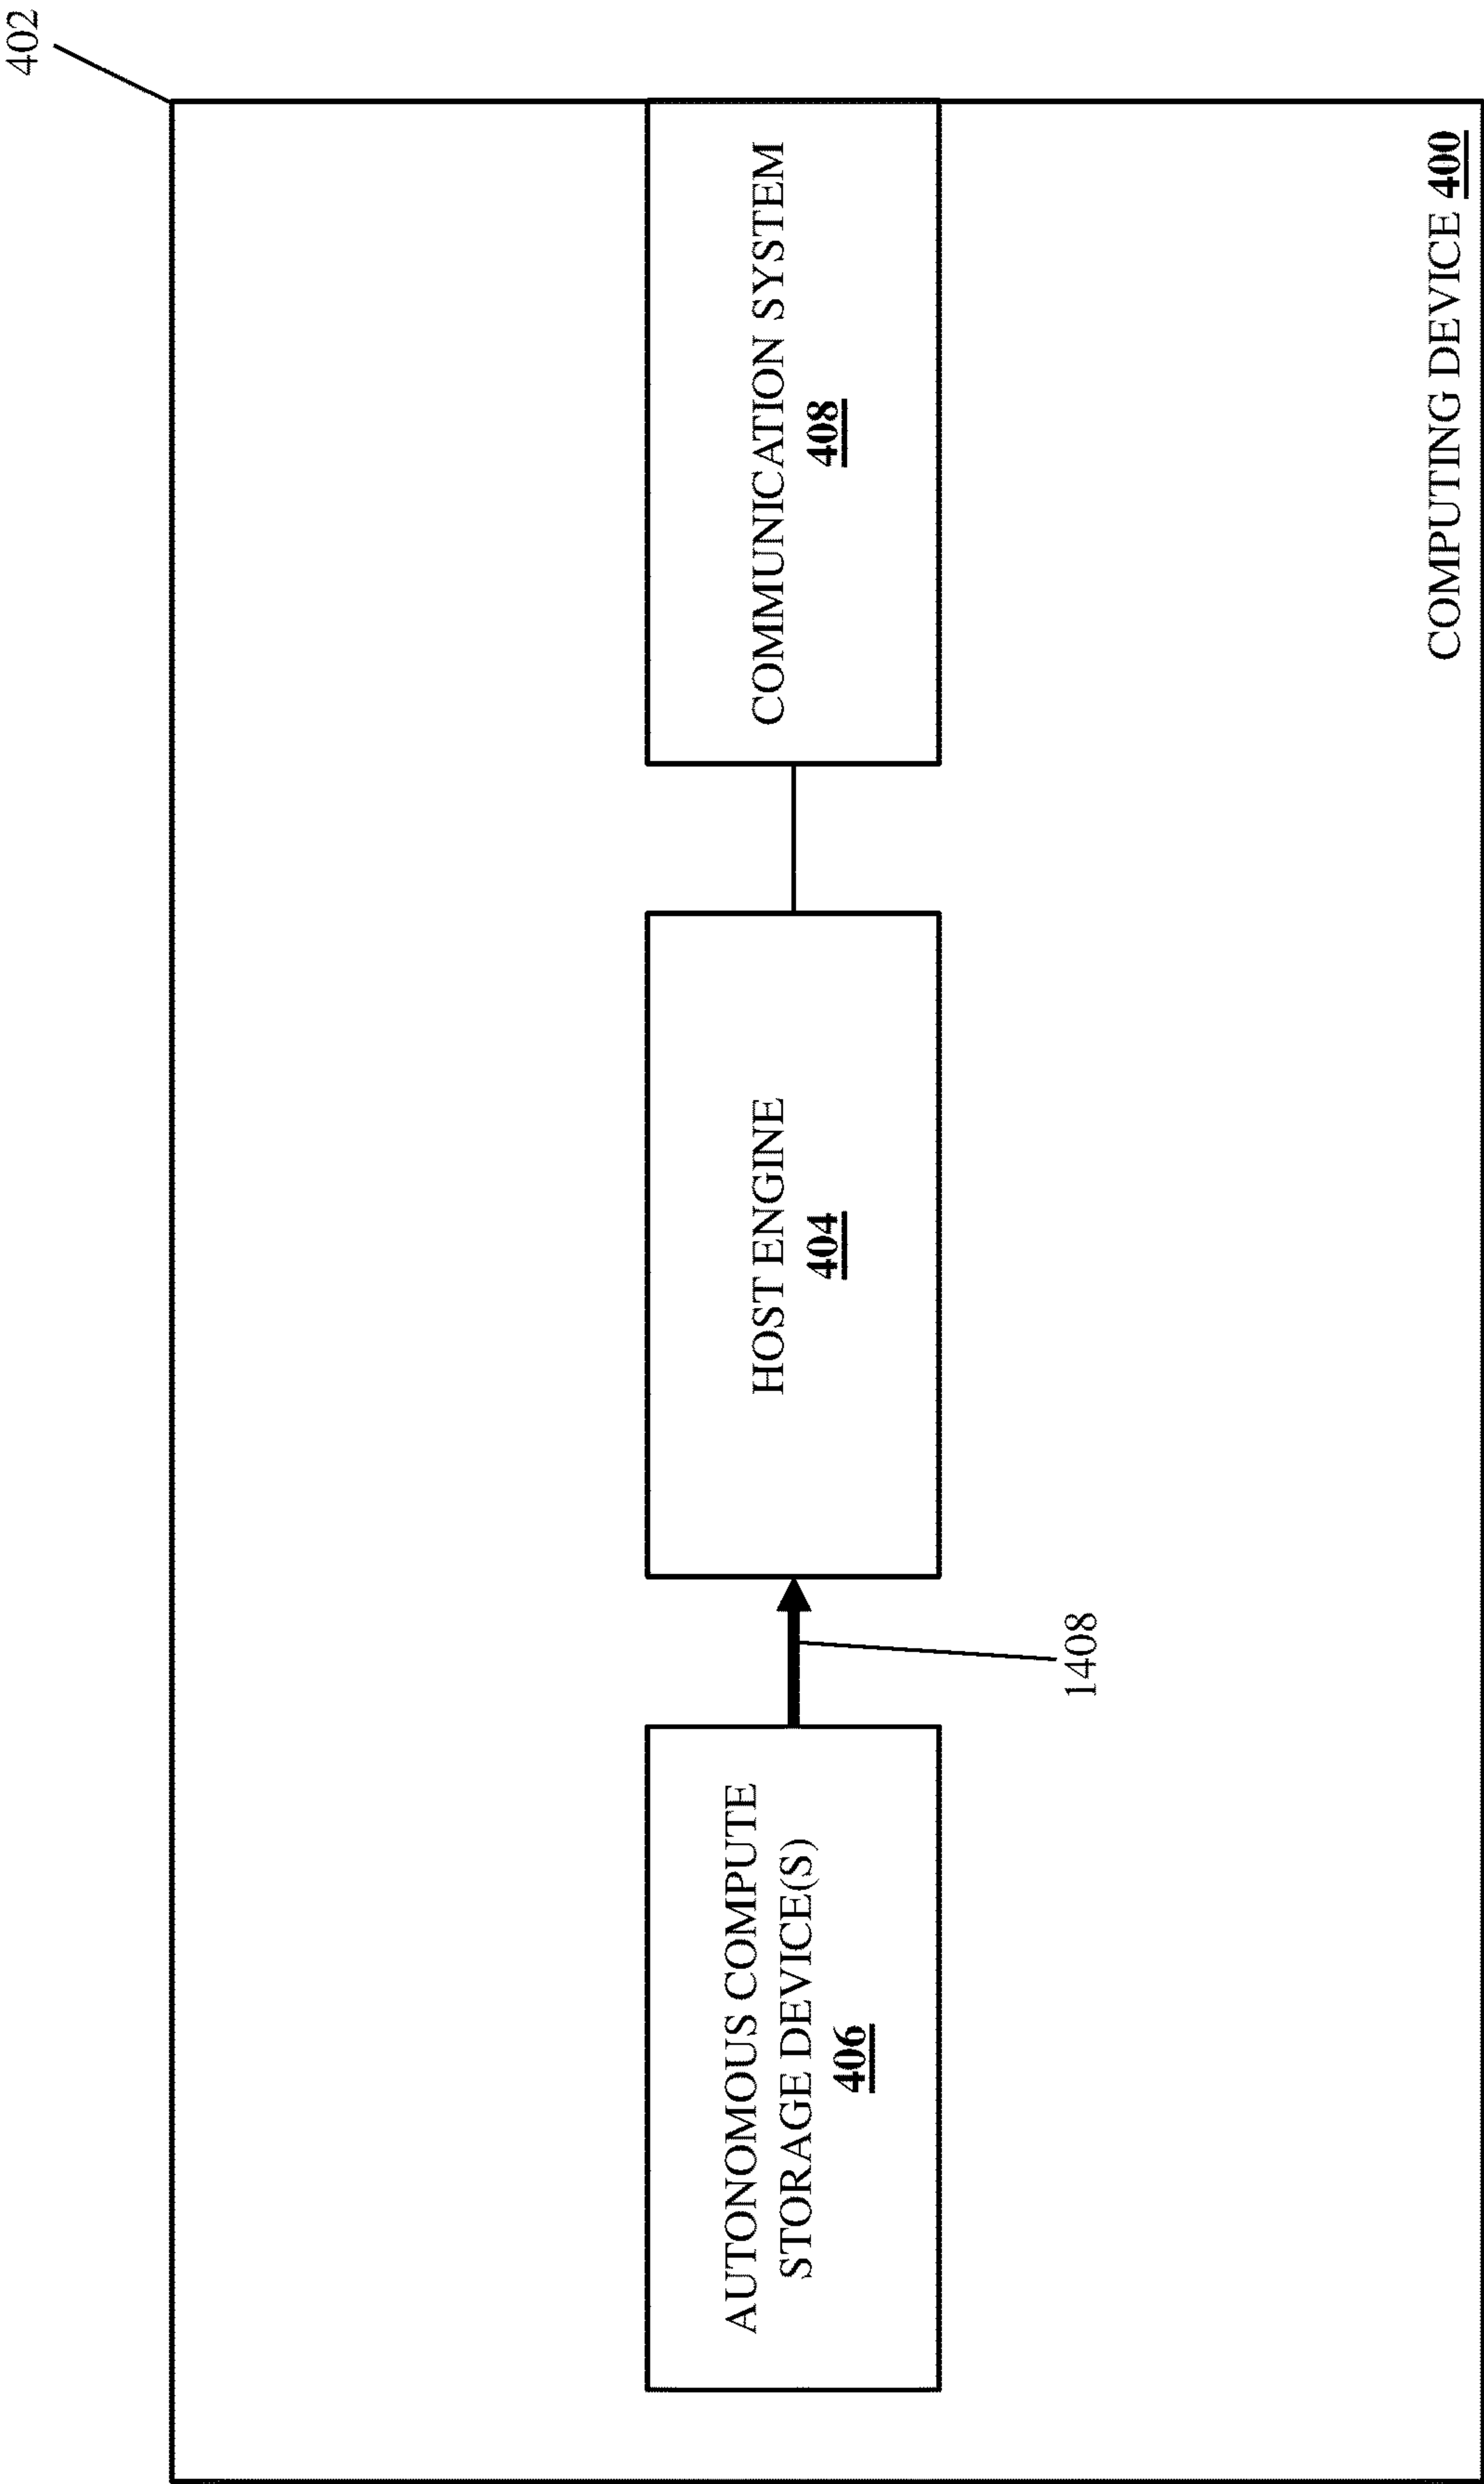 402
AUTONOMOUS COMPUTE
STORAGE DEVICE(S)
406
1408
HOST ENGINE
404
COMMUNICATION SYSTEM
408
COMPUTING DEVICE 400